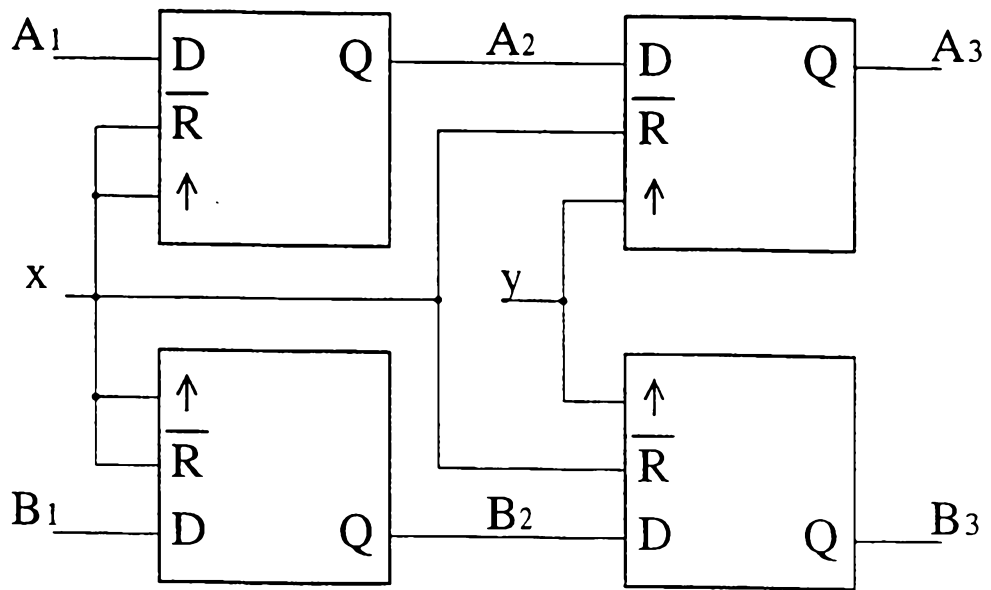 A1 D Q A2 D Q A3
R R
↑ ↑
x y
↑ ↑
R R
B1 D Q B2 D Q B3